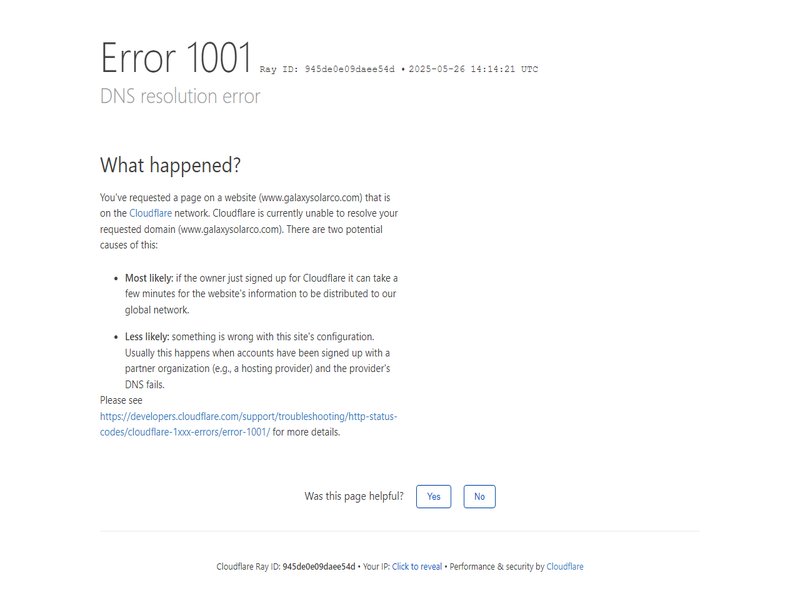 Error 1001 Ray ID: 945de0e09daee54d • 2025-05-26 14:14:21 UTC
DNS resolution error
What happened?
You've requested a page on a website (www.galaxysolarco.com) that is
on the Cloudflare network. Cloudflare is currently unable to resolve your
requested domain (www.galaxysolarco.com). There are two potential
causes of this:
• Most likely: if the owner just signed up for Cloudflare it can take a
few minutes for the website's information to be distributed to our
global network.
• Less likely: something is wrong with this site's configuration.
Usually this happens when accounts have been signed up with a
partner organization (e.g., a hosting provider) and the provider's
DNS fails.
Please see
https://developers.cloudflare.com/support/troubleshooting/http-status-
codes/cloudflare-1xxx-errors/error-1001/ for more details.
Was this page helpful? Yes No
Cloudflare Ray ID: 945de0e09daee54d • Your IP: Click to reveal • Performance & security by Cloudflare